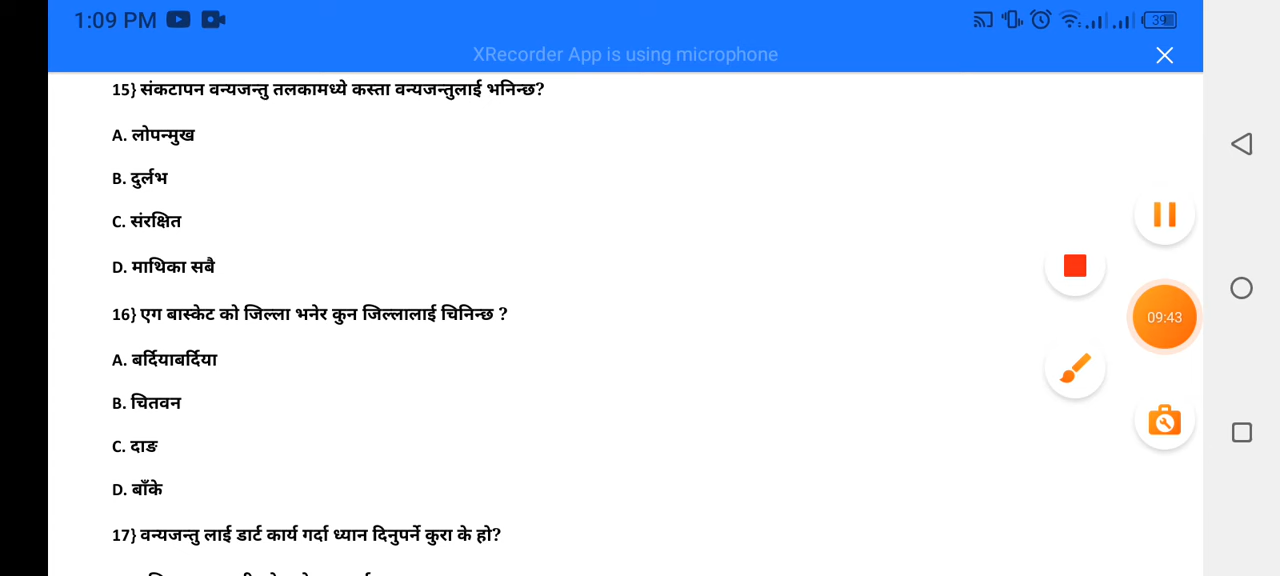 1:09 PM
39
XRecorder App is using microphone
15} संकटापन वन्यजन्तु तलकामध्ये कस्ता वन्यजन्तुलाई भनिन्छ?
A. लोपन्मुख
B. दुर्लभ
C. संरक्षित
D. माथिका सबै
16} एग बास्केट को जिल्ला भनेर कुन जिल्लालाई चिनिन्छ ?
09:43
A. बर्दियाबर्दिया
B. चितवन
C. दाङ
D. बाँके
17} वन्यजन्तु लाई डार्ट कार्य गर्दा ध्यान दिनुपर्ने कुरा के हो?